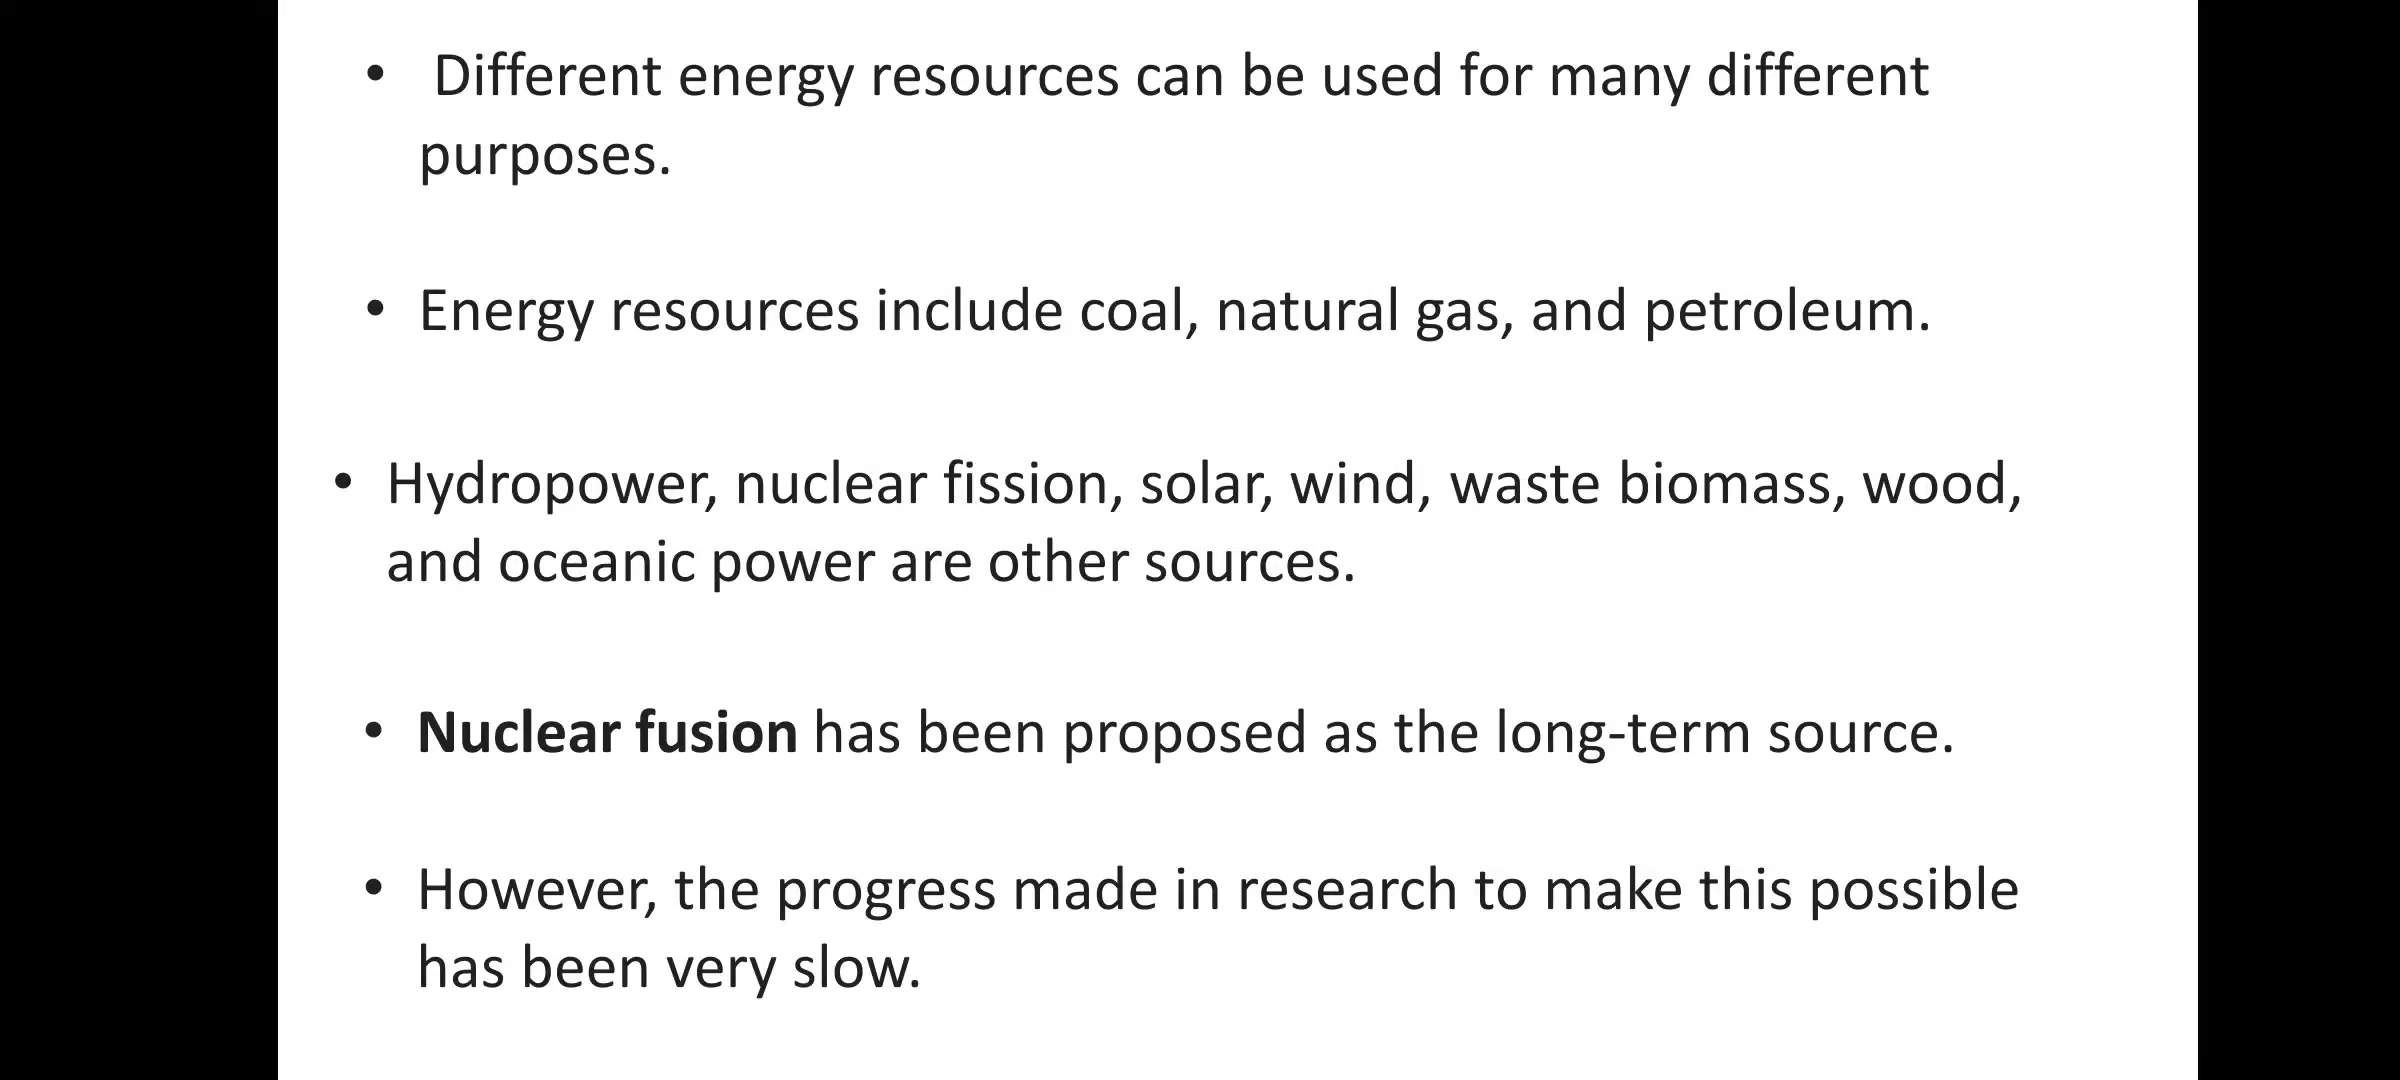 • Different energy resources can be used for many different
purposes.
• Energy resources include coal, natural gas, and petroleum.
• Hydropower, nuclear fission, solar, wind, waste biomass, wood,
and oceanic power are other sources.
• Nuclear fusion has been proposed as the long-term source.
• However, the progress made in research to make this possible
has been very slow.